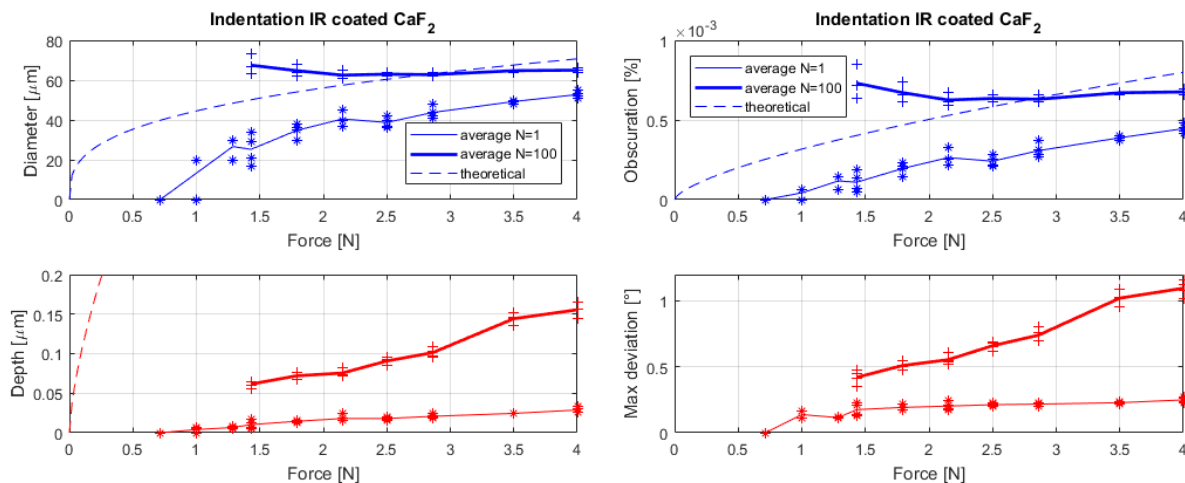 Indentation IR coated CaF2
Diameter [μm]
80
60
40
20
0
average N=1
average N=100
theoretical
0 0.5 1 1.5 2 2.5 3 3.5 4
Force [N]
Indentation IR coated CaF2
×10-3
Obscuration [%]
1
0.5
0
average N=1
average N=100
theoretical
0 0.5 1 1.5 2 2.5 3 3.5 4
Force [N]
Depth [μm]
0.2
0.15
0.1
0.05
0
0 0.5 1 1.5 2 2.5 3 3.5 4
Force [N]
Max deviation [°]
1
0.5
0
0 0.5 1 1.5 2 2.5 3 3.5 4
Force [N]